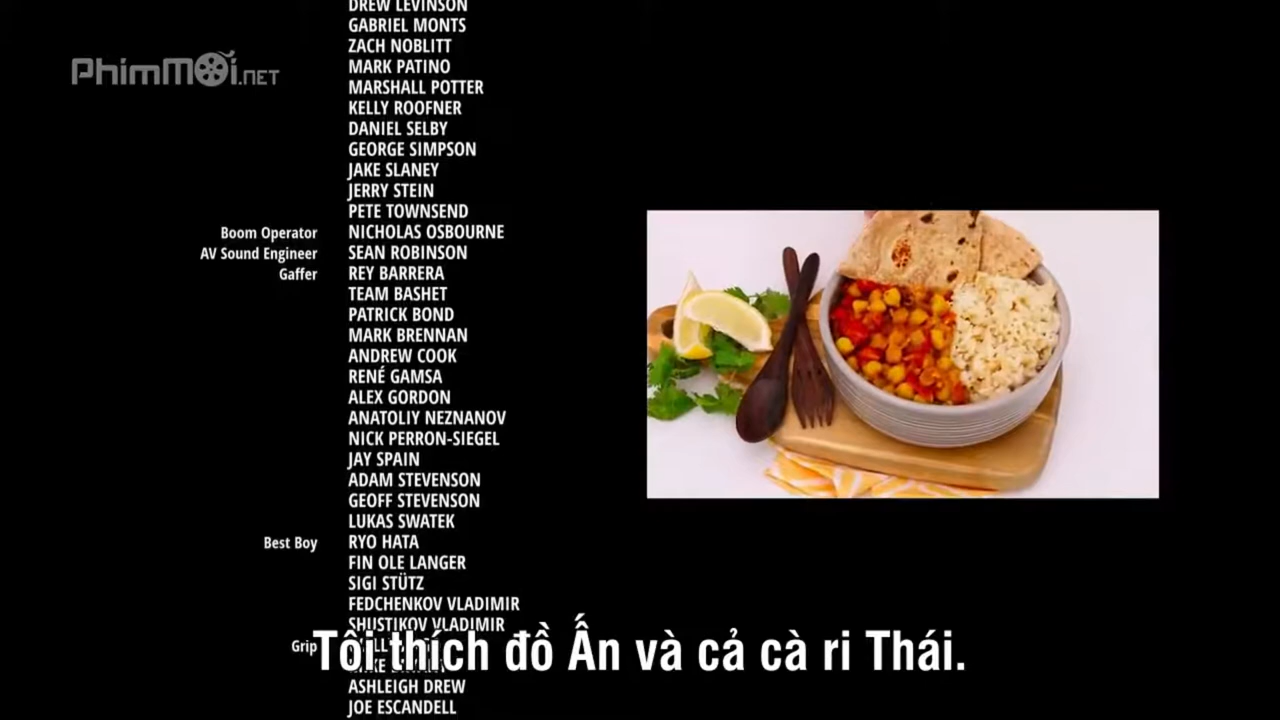 DREW LEVINSON
GABRIEL MONTS
PhimMỡi.NET
ZACH NOBLITT
MARK PATINO
MARSHALL POTTER
KELLY ROOFNER
DANIEL SELBY
GEORGE SIMPSON
JAKE SLANEY
JERRY STEIN
PETE TOWNSEND
Boom Operator NICHOLAS OSBOURNE
AV Sound Engineer SEAN ROBINSON
Gaffer REY BARRERA
TEAM BASHET
PATRICK BOND
MARK BRENNAN
ANDREW COOK
RENÉ GAMSA
ALEX GORDON
ANATOLIY NEZNANOV
NICK PERRON-SIEGEL
JAY SPAIN
ADAM STEVENSON
GEOFF STEVENSON
LUKAS SWATEK
Best Boy RYO HATA
FIN OLE LANGER
SIGI STÜTZ
FEDCHENKOV VLADIMIR
SHUSTIKOV VLADIMIR
Grip
Tôi thích đồ Ấn và cả cà ri Thái.
ASHLEIGH DREW
JOE ESCANDELL